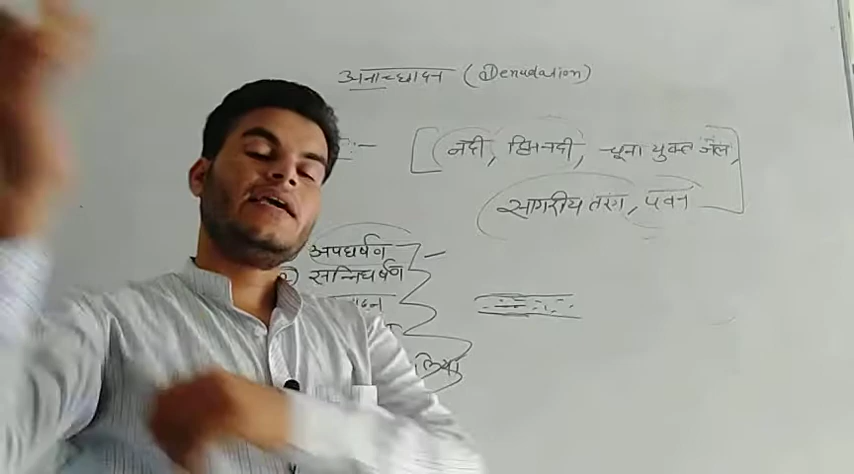 अनाच्छादन (Denudation)
:- [ नदी, हिमनदी, चूना युक्त जल,
सागरीय तरंग, पवन ]
अपघर्षण
सन्निघर्षण